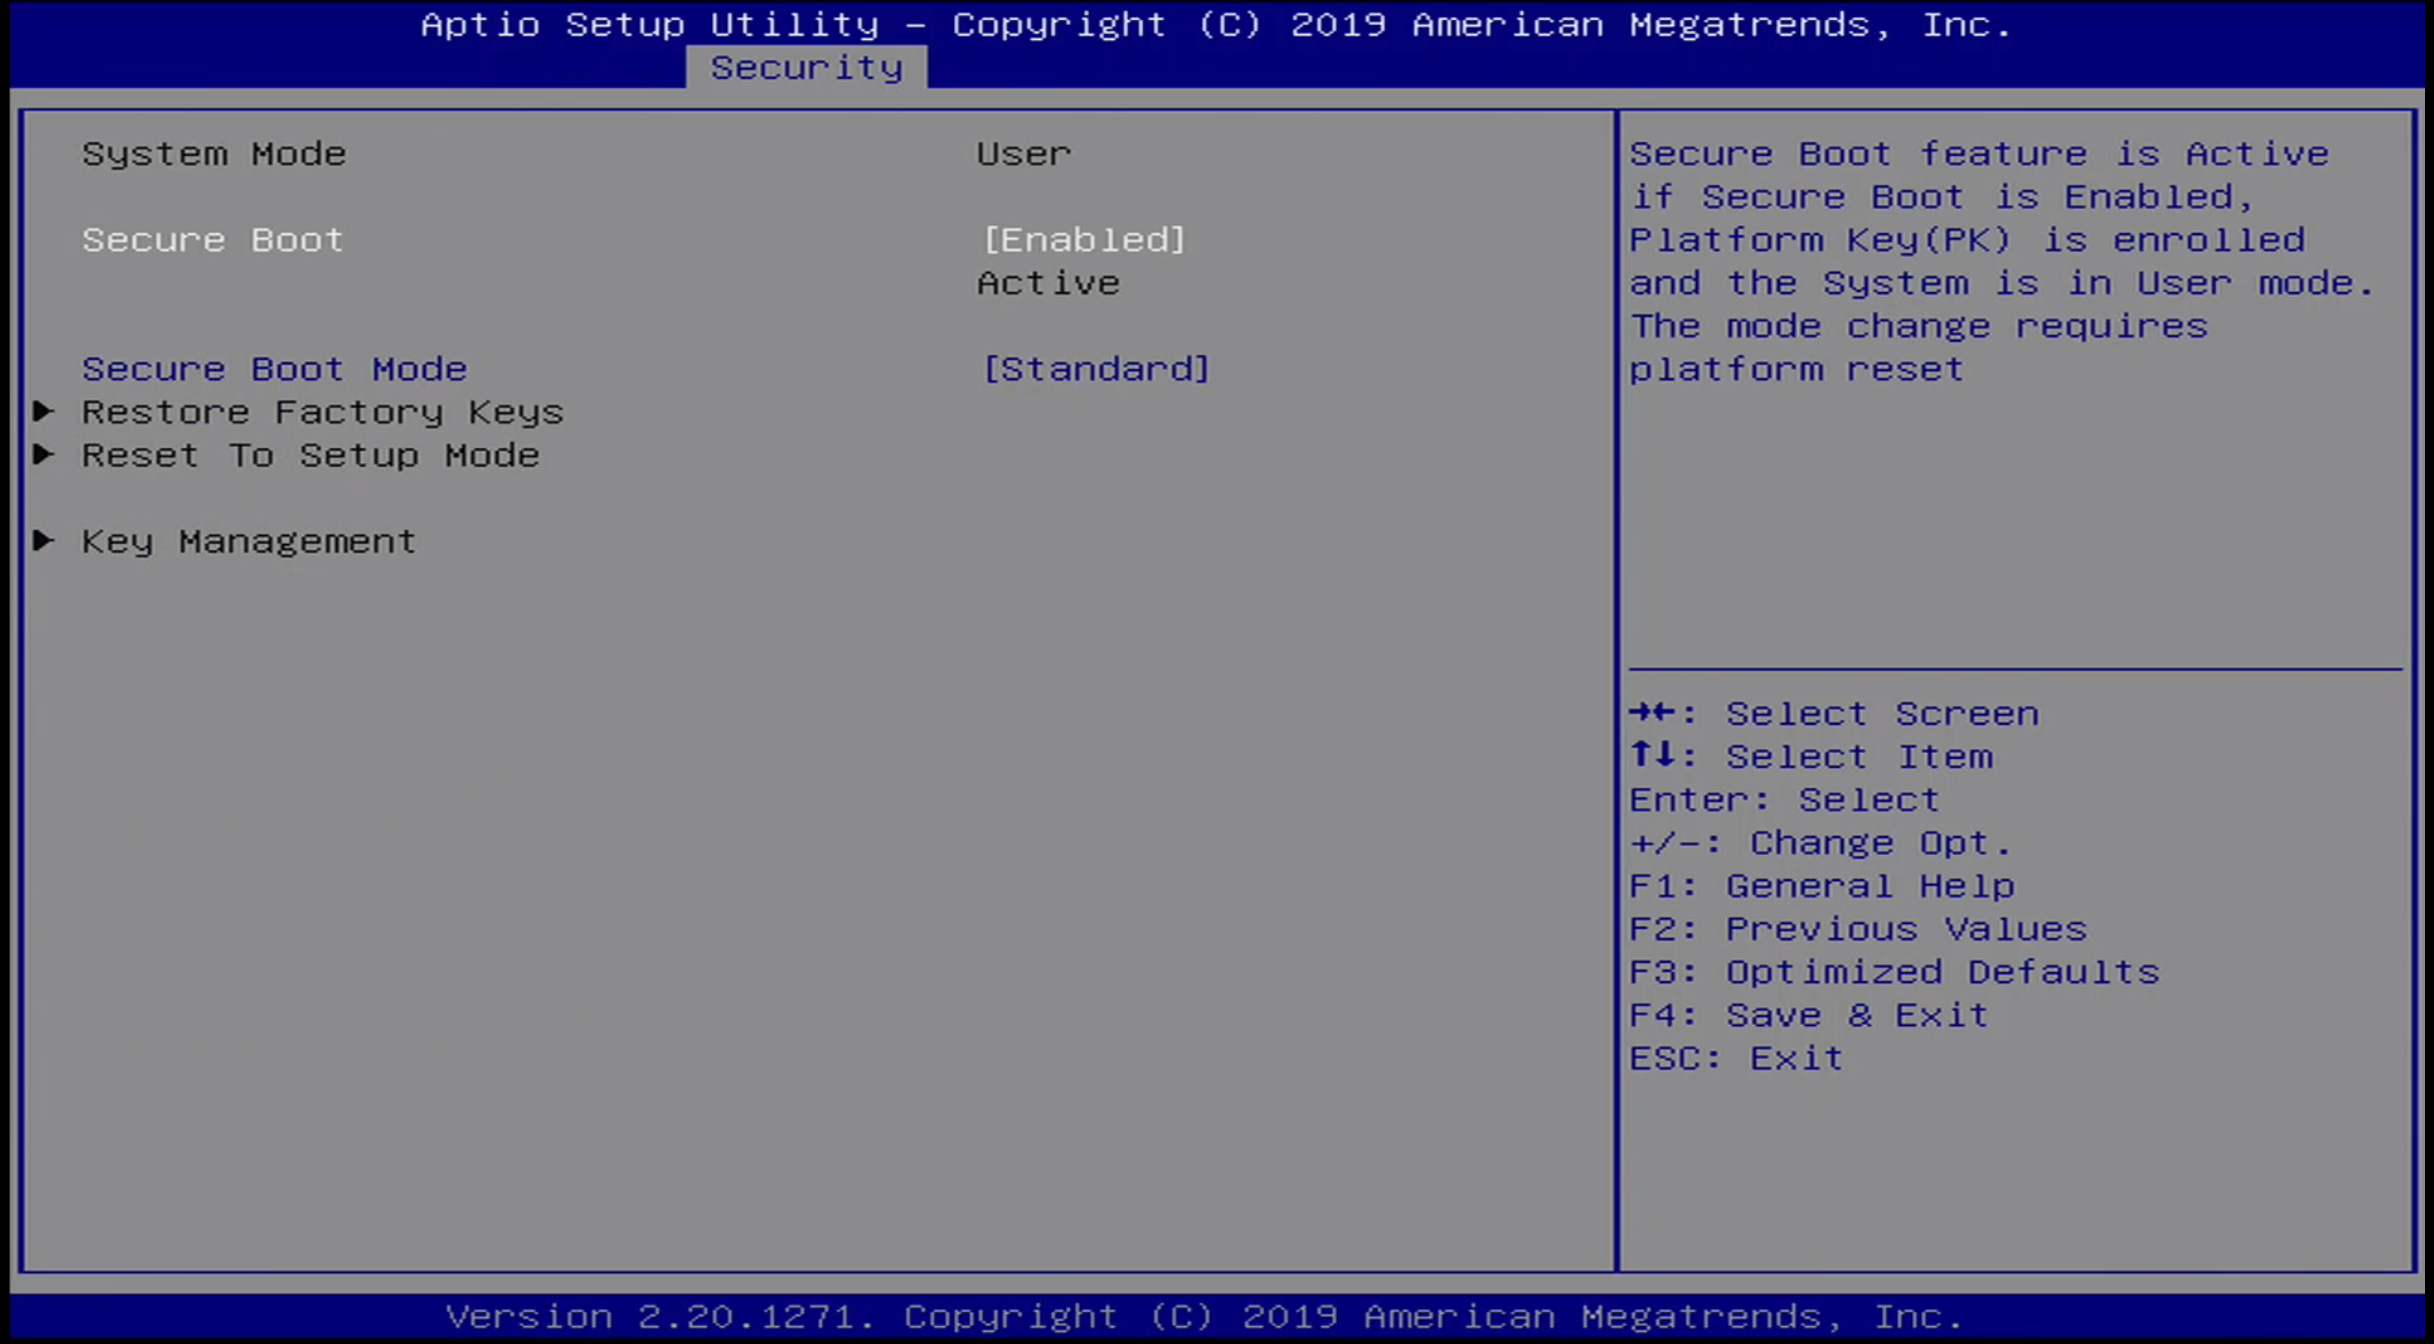 Aptio Setup Utility – Copyright (C) 2019 American Megatrends, Inc.
Security
System Mode User
Secure Boot [Enabled]
Active
Secure Boot Mode [Standard]
► Restore Factory Keys
► Reset To Setup Mode
► Key Management
Secure Boot feature is Active
if Secure Boot is Enabled,
Platform Key(PK) is enrolled
and the System is in User mode.
The mode change requires
platform reset
→←: Select Screen
↑↓: Select Item
Enter: Select
+/-: Change Opt.
F1: General Help
F2: Previous Values
F3: Optimized Defaults
F4: Save & Exit
ESC: Exit
Version 2.20.1271. Copyright (C) 2019 American Megatrends, Inc.